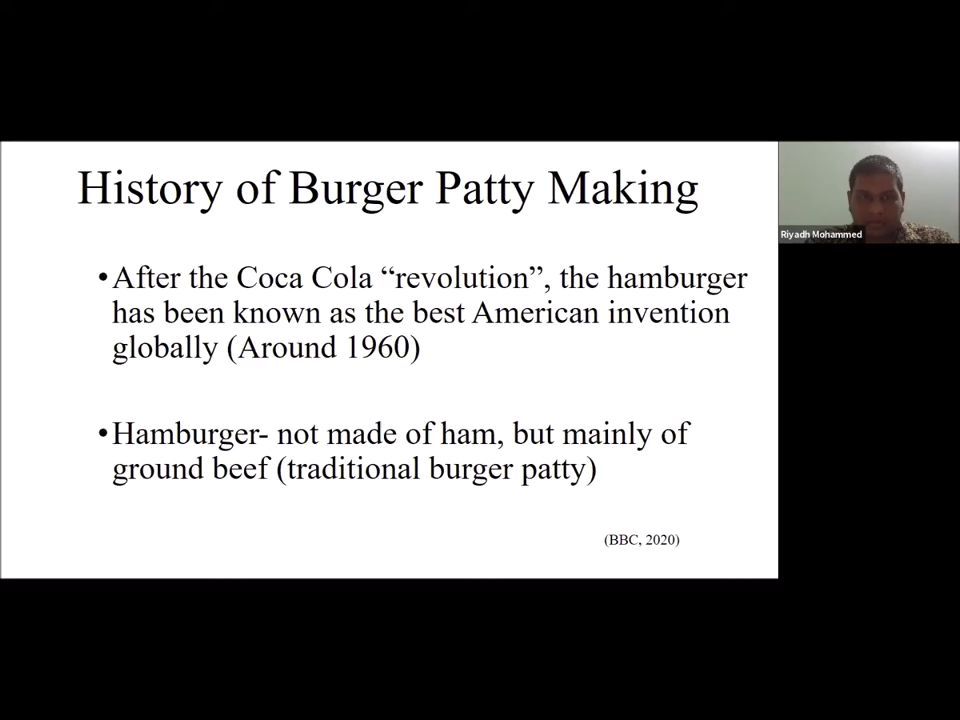 History of Burger Patty Making
•After the Coca Cola “revolution”, the hamburger
has been known as the best American invention
globally (Around 1960)
•Hamburger- not made of ham, but mainly of
ground beef (traditional burger patty)
(BBC, 2020)
Riyadh Mohammed